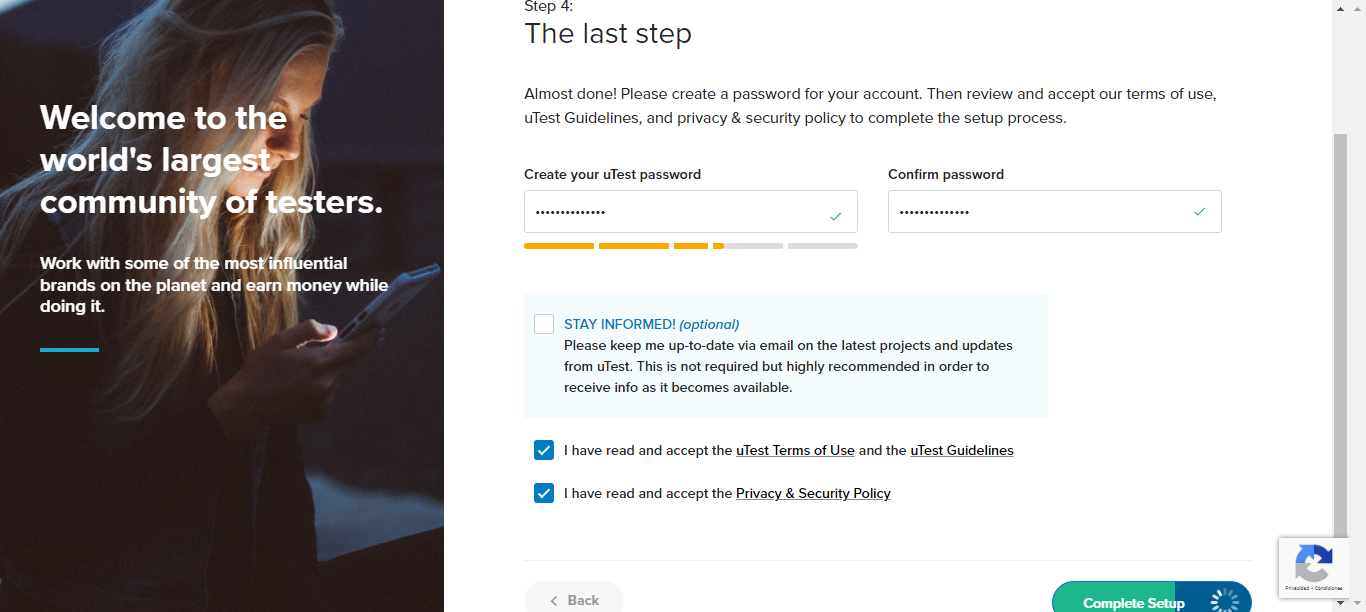 Step 4:
The last step
Welcome to the
world's largest
community of testers.
Work with some of the most influential
brands on the planet and earn money while
doing it.
Almost done! Please create a password for your account. Then review and accept our terms of use,
uTest Guidelines, and privacy & security policy to complete the setup process.
Create your uTest password
Confirm password
STAY INFORMED! (optional)
Please keep me up-to-date via email on the latest projects and updates
from uTest. This is not required but highly recommended in order to
receive info as it becomes available.
I have read and accept the uTest Terms of Use and the uTest Guidelines
I have read and accept the Privacy & Security Policy
Back
Complete Setup
Privacidad - Condiciones